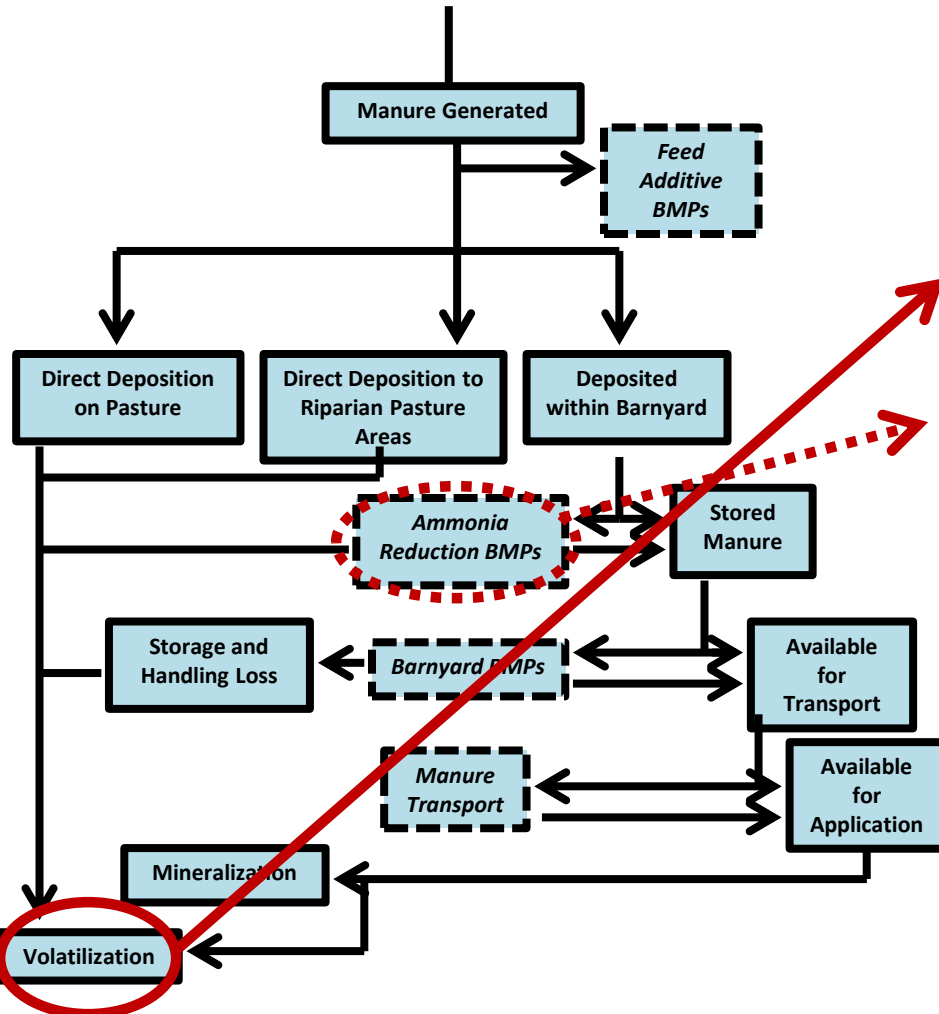 Manure Generated
Feed
Additive
BMPs
Direct Deposition
on Pasture
Direct Deposition to
Riparian Pasture
Areas
Deposited
within Barnyard
Ammonia
Reduction BMPs
Stored
Manure
Storage and
Handling Loss
Barnyard BMPs
Available
for
Transport
Manure
Transport
Available
for
Application
Mineralization
Volatilization